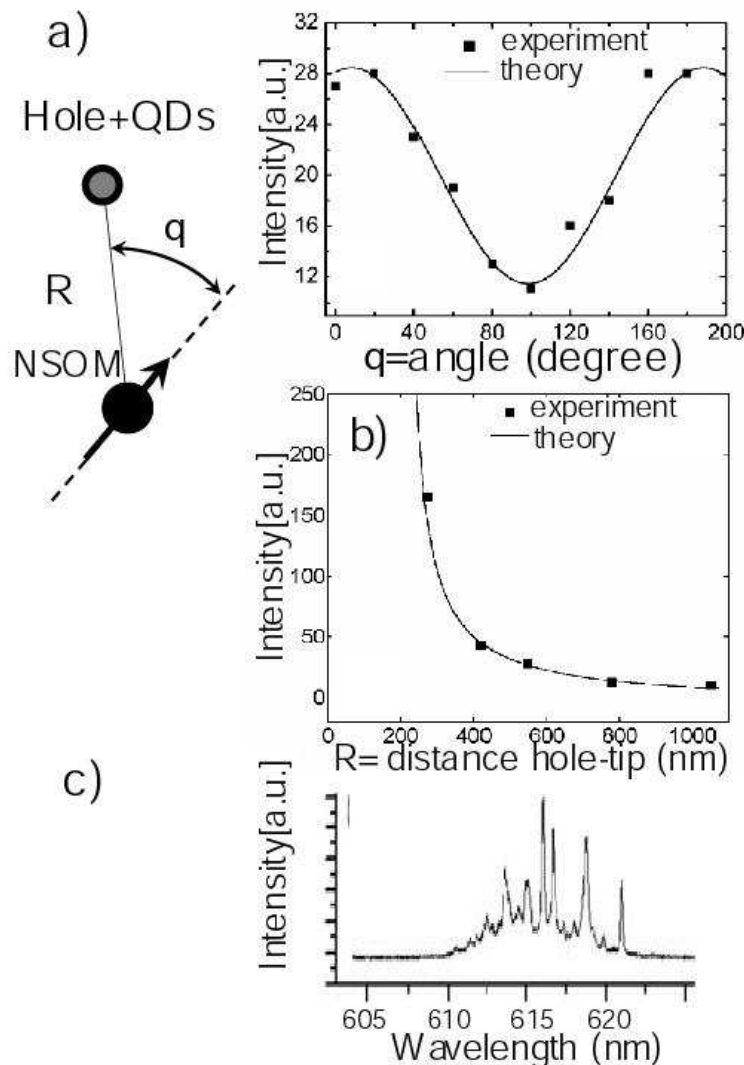 a)
Hole+QDs
q
R
NSOM
Intensity[a.u.]
28
24
20
16
12
experiment
theory
0 40 80 120 160 200
q=angle (degree)
b)
Intensity[a.u.]
250
200
150
100
50
0
experiment
theory
0 200 400 600 800 1000
R= distance hole-tip (nm)
c)
Intensity[a.u.]
605 610 615 620
Wavelength (nm)